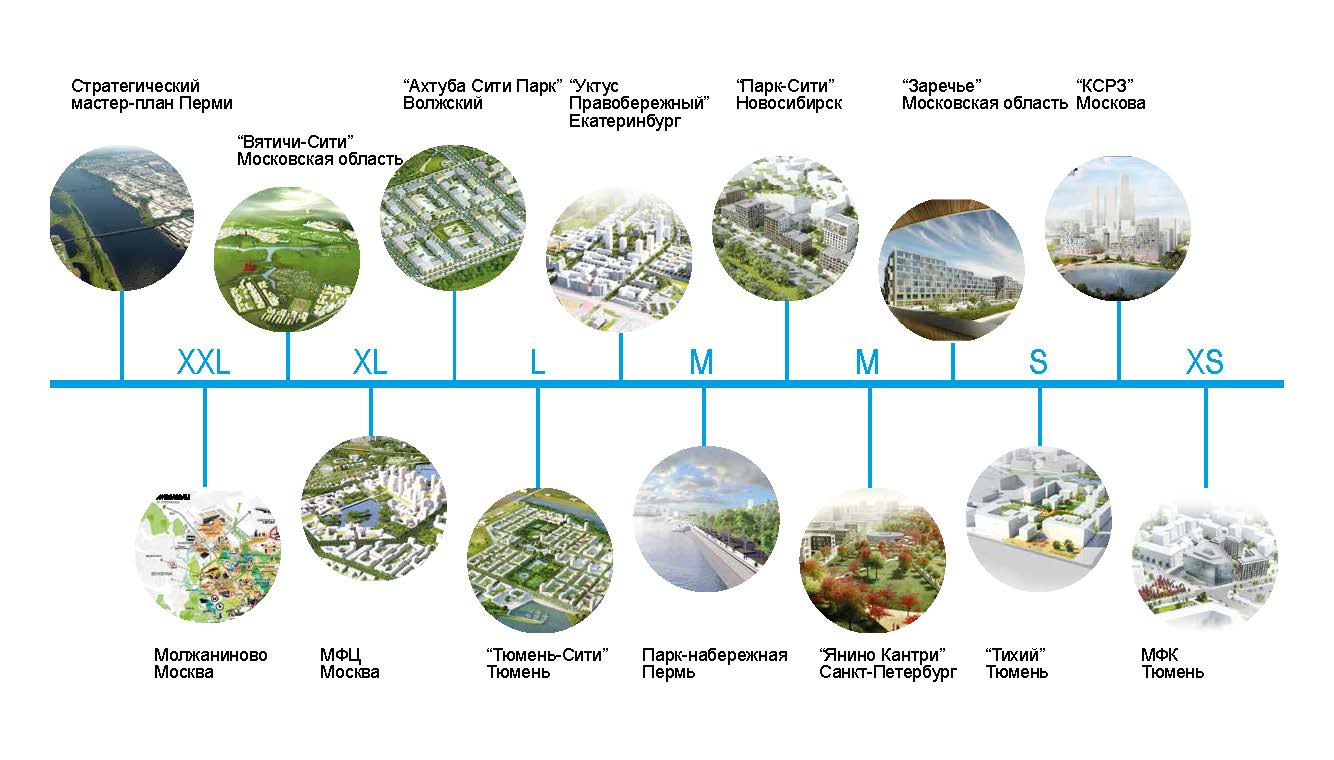 Стратегический
мастер-план Перми
“Вятичи-Сити”
Московская область
“Ахтуба Сити Парк”
Волжский
“Уктус
Правобережный”
Екатеринбург
“Парк-Сити”
Новосибирск
“Заречье”
Московская область
“КСРЗ”
Москова
XXL
XL
L
M
M
S
XS
Молжаниново
Москва
МФЦ
Москва
“Тюмень-Сити”
Тюмень
Парк-набережная
Пермь
“Янино Кантри”
Санкт-Петербург
“Тихий”
Тюмень
МФК
Тюмень